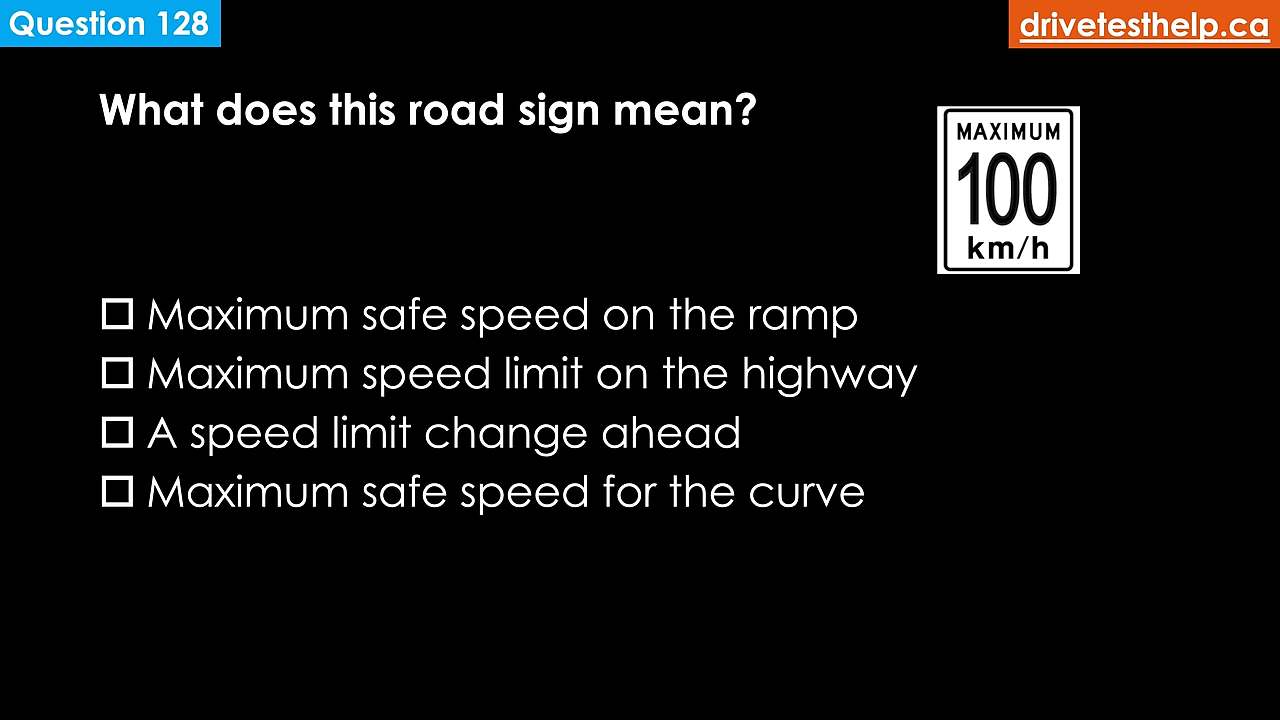 Question 128
drivetesthelp.ca
What does this road sign mean?
MAXIMUM
100
km/h
Maximum safe speed on the ramp
Maximum speed limit on the highway
A speed limit change ahead
Maximum safe speed for the curve